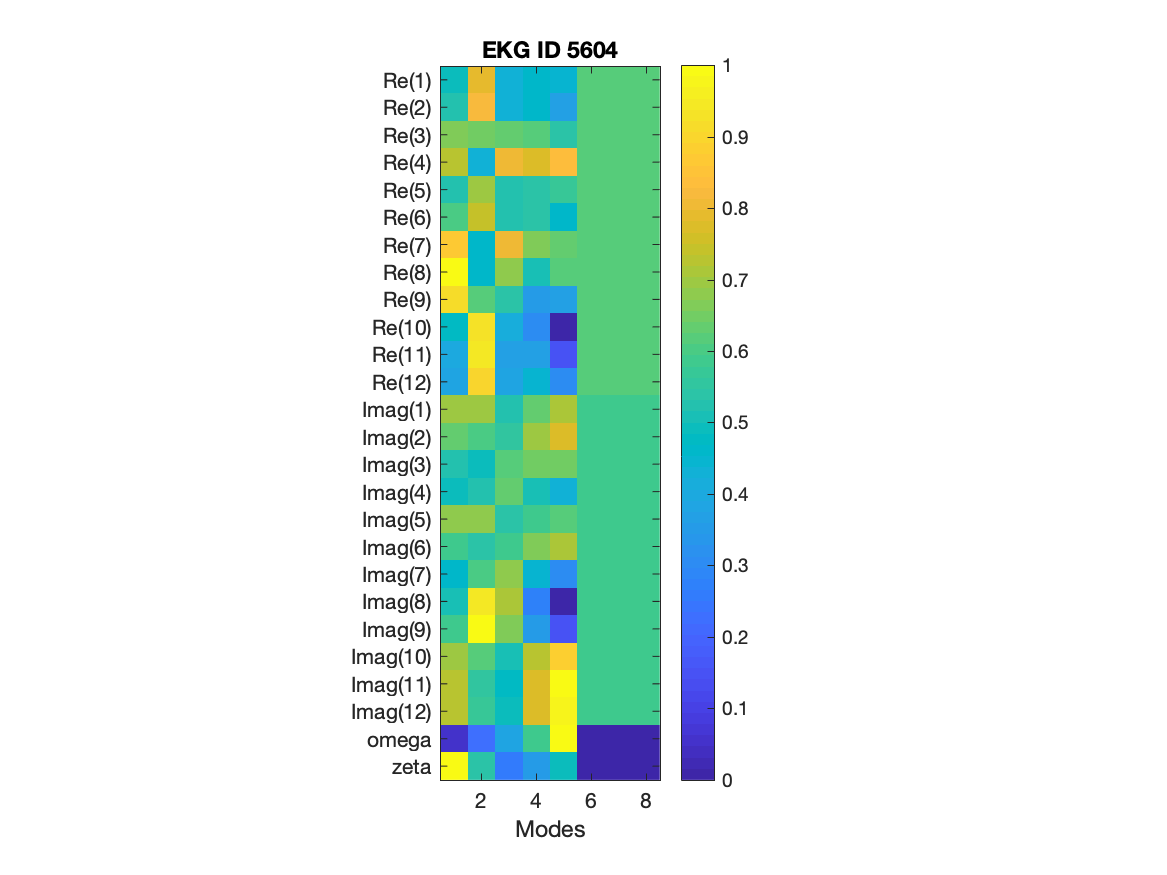 EKG ID 5604
Re(1)
Re(2)
Re(3)
Re(4)
Re(5)
Re(6)
Re(7)
Re(8)
Re(9)
Re(10)
Re(11)
Re(12)
Imag(1)
Imag(2)
Imag(3)
Imag(4)
Imag(5)
Imag(6)
Imag(7)
Imag(8)
Imag(9)
Imag(10)
Imag(11)
Imag(12)
omega
zeta
2 4 6 8
Modes
1
0.9
0.8
0.7
0.6
0.5
0.4
0.3
0.2
0.1
0